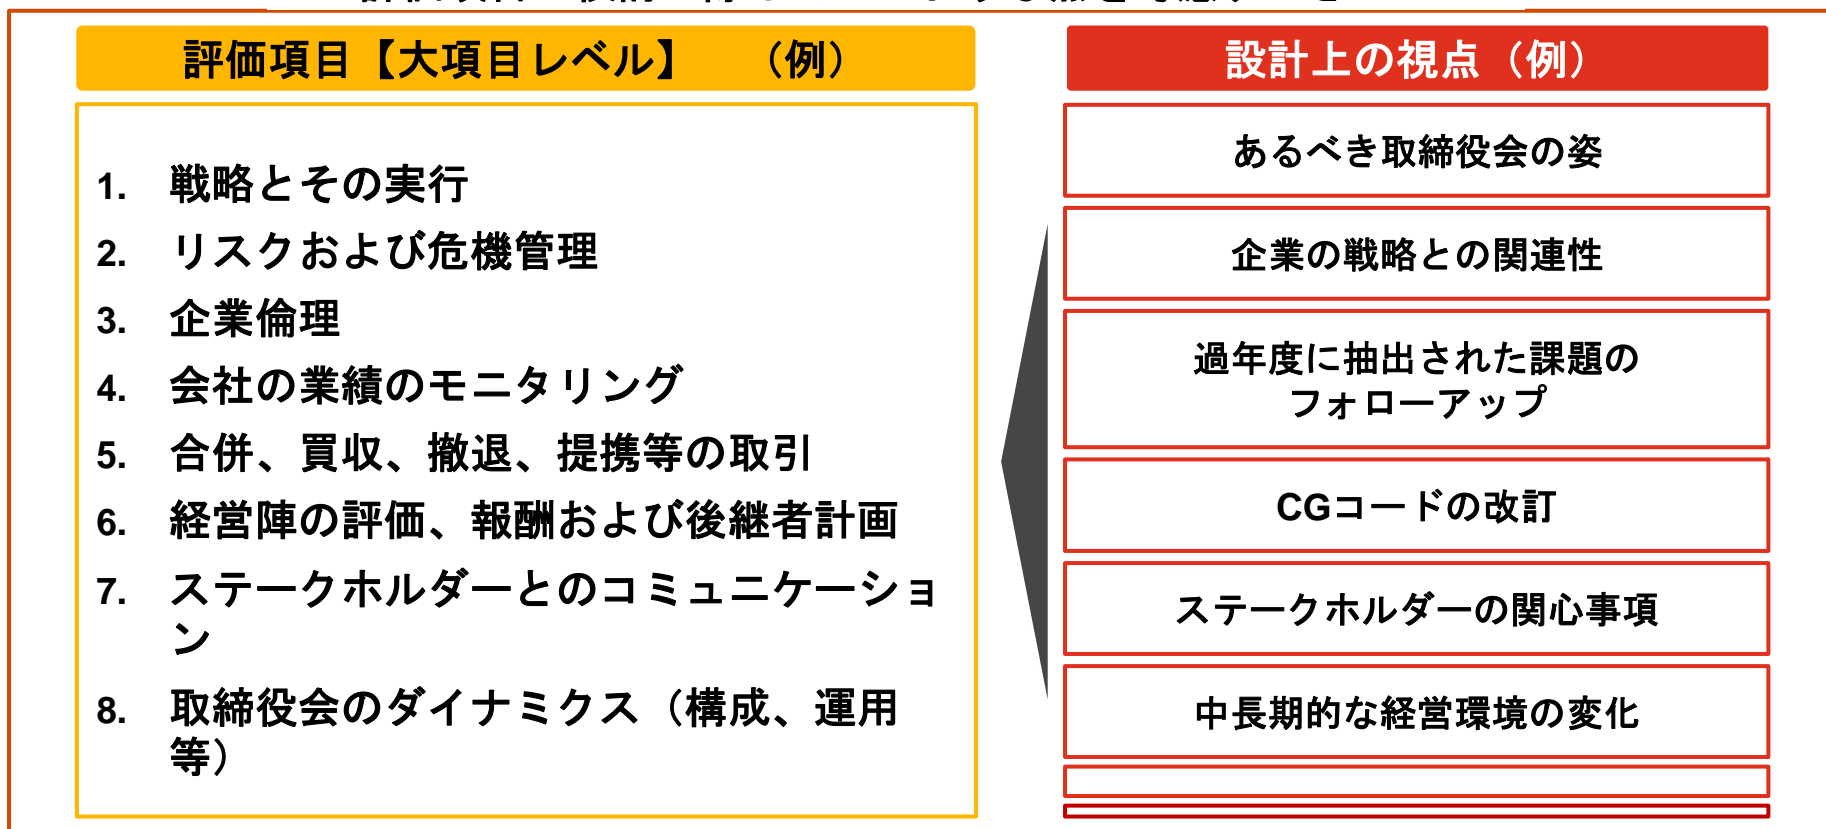 評価項目【大項目レベル】　（例）
1. 戦略とその実行
2. リスクおよび危機管理
3. 企業倫理
4. 会社の業績のモニタリング
5. 合併、買収、撤退、提携等の取引
6. 経営陣の評価、報酬および後継者計画
7. ステークホルダーとのコミュニケーショ
ン
8. 取締役会のダイナミクス（構成、運用
等）
設計上の視点（例）
あるべき取締役会の姿
企業の戦略との関連性
過年度に抽出された課題の
フォローアップ
CGコードの改訂
ステークホルダーの関心事項
中長期的な経営環境の変化